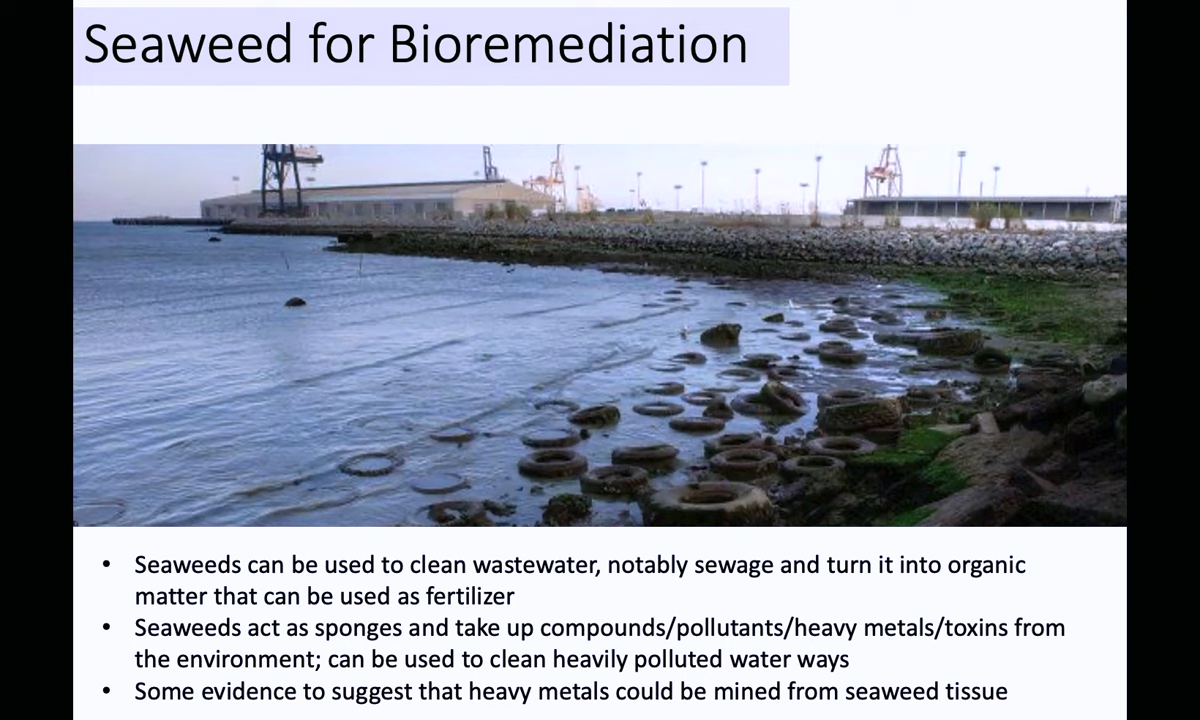 Seaweed for Bioremediation
• Seaweeds can be used to clean wastewater, notably sewage and turn it into organic
matter that can be used as fertilizer
• Seaweeds act as sponges and take up compounds/pollutants/heavy metals/toxins from
the environment; can be used to clean heavily polluted water ways
• Some evidence to suggest that heavy metals could be mined from seaweed tissue